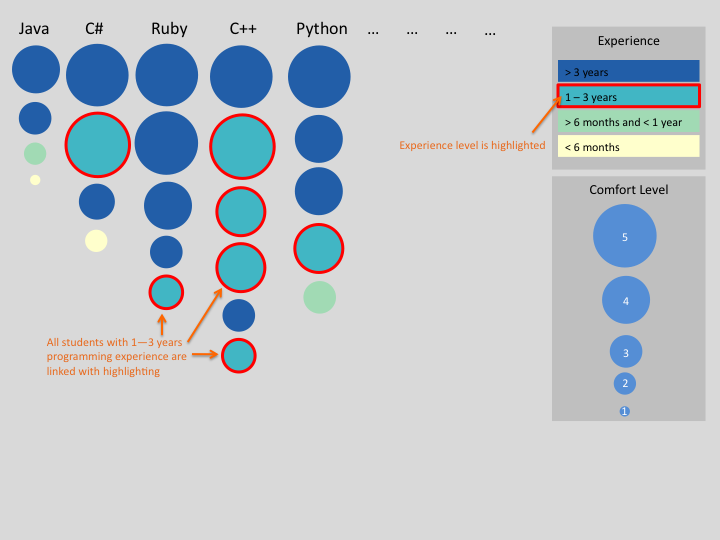 Java C# Ruby C++ Python ... ... ... ...
Experience
> 3 years
1 – 3 years
> 6 months and < 1 year
< 6 months
Experience level is highlighted
Comfort Level
5
4
3
2
1
All students with 1—3 years
programming experience are
linked with highlighting